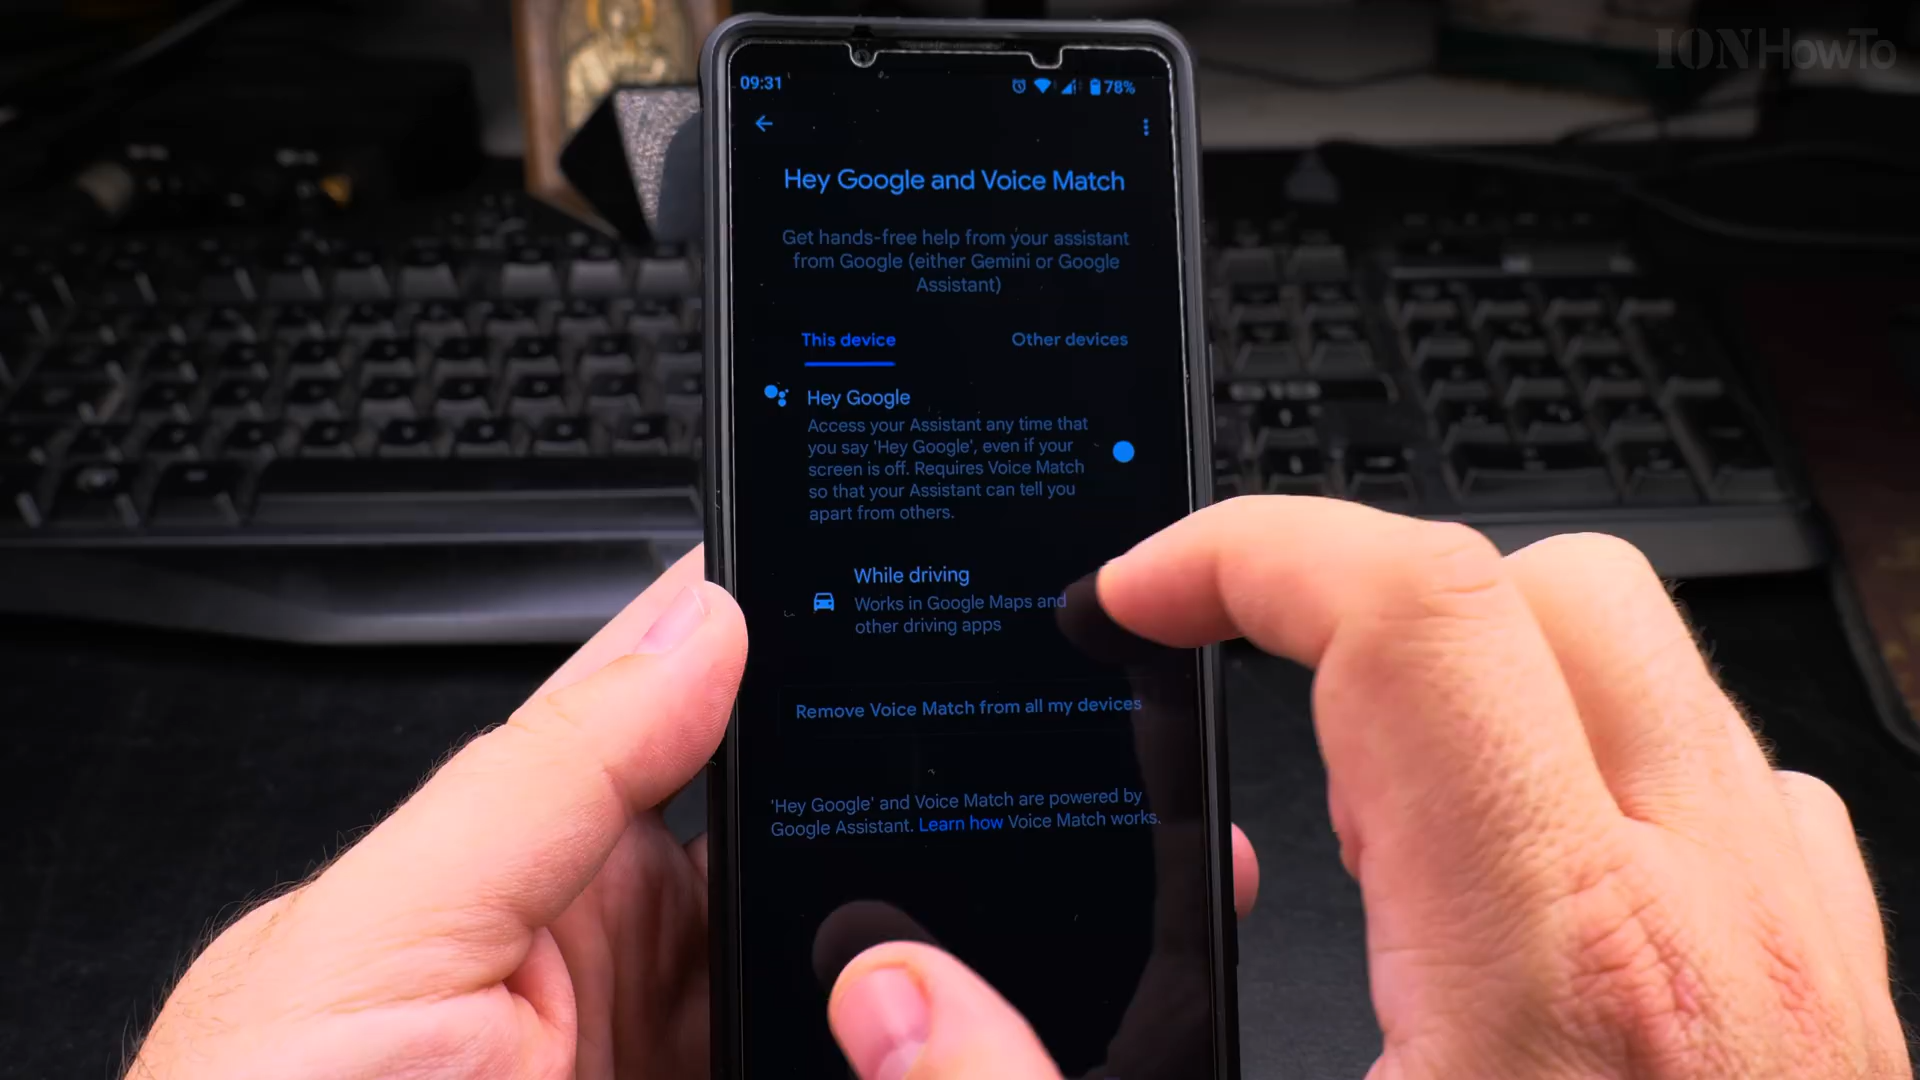 IONHowTo
09:31
78%
Hey Google and Voice Match
Get hands-free help from your assistant
from Google (either Gemini or Google
Assistant)
This device
Other devices
Hey Google
Access your Assistant any time that
you say 'Hey Google', even if your
screen is off. Requires Voice Match
so that your Assistant can tell you
apart from others.
While driving
Works in Google Maps and
other driving apps
Remove Voice Match from all my devices
'Hey Google' and Voice Match are powered by
Google Assistant. Learn how Voice Match works.